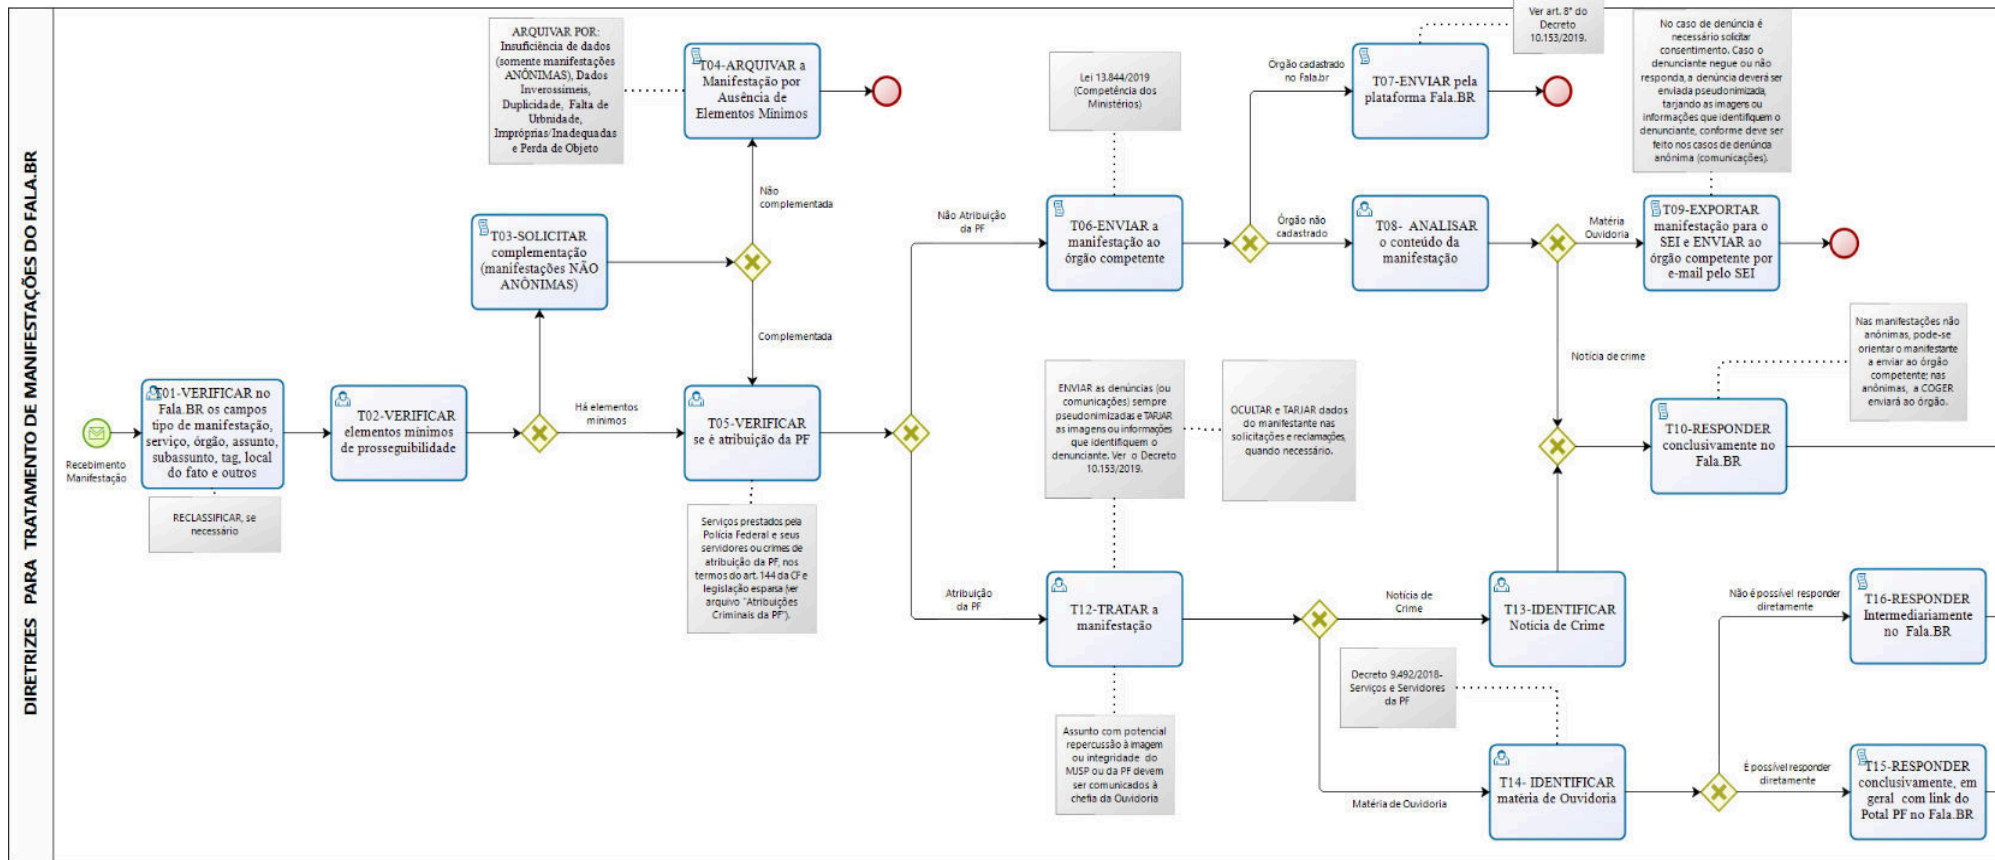 DIRETRIZES PARA TRATAMENTO DE MANIFESTAÇÕES DO FALA.BR
Recebimento
Manifestação
T01-VERIFICAR no
Fala.BR os campos
tipo de manifestação,
serviço, órgão, assunto,
subassunto, tag, local
do fato e outros
RECLASSIFICAR, se
necessário
T02-VERIFICAR
elementos mínimos
de prosseguibilidade
T03-SOLICITAR
complementação
(manifestações NÃO
ANÔNIMAS)
ARQUIVAR POR:
Insuficiência de dados
(somente manifestações
ANÔNIMAS), Dados
Inverossímeis,
Duplicidade, Falta de
Urbnidade,
Impróprias/Inadequadas
e Perda de Objeto
T04-ARQUIVAR a
Manifestação por
Ausência de
Elementos Mínimos
Não
complementada
Complementada
Há elementos
mínimos
T05-VERIFICAR
se é atribuição da PF
Serviços prestados pela
Polícia Federal e seus
servidores ou crimes de
atribuição da PF, nos
termos do art. 144 da CF e
legislação esparsa (ver
arquivo "Atribuições
Criminais da PF").
Não Atribuição
da PF
Atribuição
da PF
Lei 13.844/2019
(Competência dos
Ministérios)
T06-ENVIAR a
manifestação ao
órgão competente
Órgão cadastrado
no Fala.br
Órgão não
cadastrado
Ver art. 8° do
Decreto
10.153/2019.
T07-ENVIAR pela
plataforma Fala.BR
T08- ANALISAR
o conteúdo da
manifestação
Matéria
Ouvidoria
Notícia de crime
No caso de denúncia é
necessário solicitar
consentimento. Caso o
denunciante negue ou não
responda, a denúncia deverá ser
enviada pseudonimizada,
tarjando as imagens ou
informações que identifiquem o
denunciante, conforme deve ser
feito nos casos de denúncia
anônima (comunicações).
T09-EXPORTAR
manifestação para o
SEI e ENVIAR ao
órgão competente por
e-mail pelo SEI
Nas manifestações não
anônimas, pode-se
orientar o manifestante
a enviar ao órgão
competente; nas
anônimas, a COGER
enviará ao órgão.
T10-RESPONDER
conclusivamente no
Fala.BR
ENVIAR as denúncias (ou
comunicações) sempre
pseudonimizadas e TARJAR
as imagens ou informações
que identifiquem o
denunciante. Ver o Decreto
10.153/2019.
OCULTAR e TARJAR dados
do manifestante nas
solicitações e reclamações,
quando necessário.
T12-TRATAR a
manifestação
Assunto com potencial
repercussão à imagem
ou integridade do
MJSP ou da PF devem
ser comunicados à
chefia da Ouvidoria
Notícia de
Crime
Matéria de Ouvidoria
T13-IDENTIFICAR
Notícia de Crime
Decreto 9.492/2018-
Serviços e Servidores
da PF
T14- IDENTIFICAR
matéria de Ouvidoria
Não é possível responder
diretamente
É possível responder
diretamente
T16-RESPONDER
Intermediariamente
no Fala.BR
T15-RESPONDER
conclusivamente, em
geral com link do
Potal PF no Fala.BR